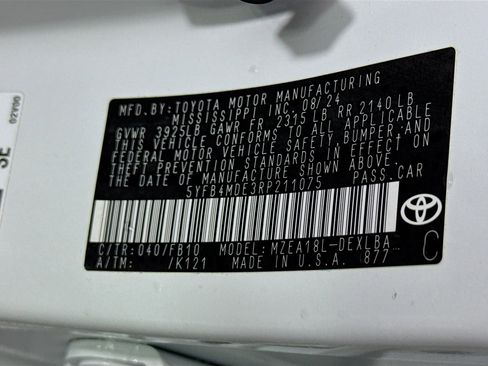 MFD.BY:TOYOTA MOTOR MANUFACTURING
MISSISSIPPI, INC. 08/24
GVWR 3925LB GAWR FR 2315 LB RR 2140 LB
THIS VEHICLE CONFORMS TO ALL APPLICABLE
FEDERAL MOTOR VEHICLE SAFETY, BUMPER, AND
THEFT PREVENTION STANDARDS IN EFFECT ON
THE DATE OF MANUFACTURE SHOWN ABOVE.
5YFB4MDE3RP211075 PASS.CAR
C/TR:040/FB10 MODEL:MZEA18L-DEXLBA
A/TM: /K121 MADE IN U.S.A. 877
C